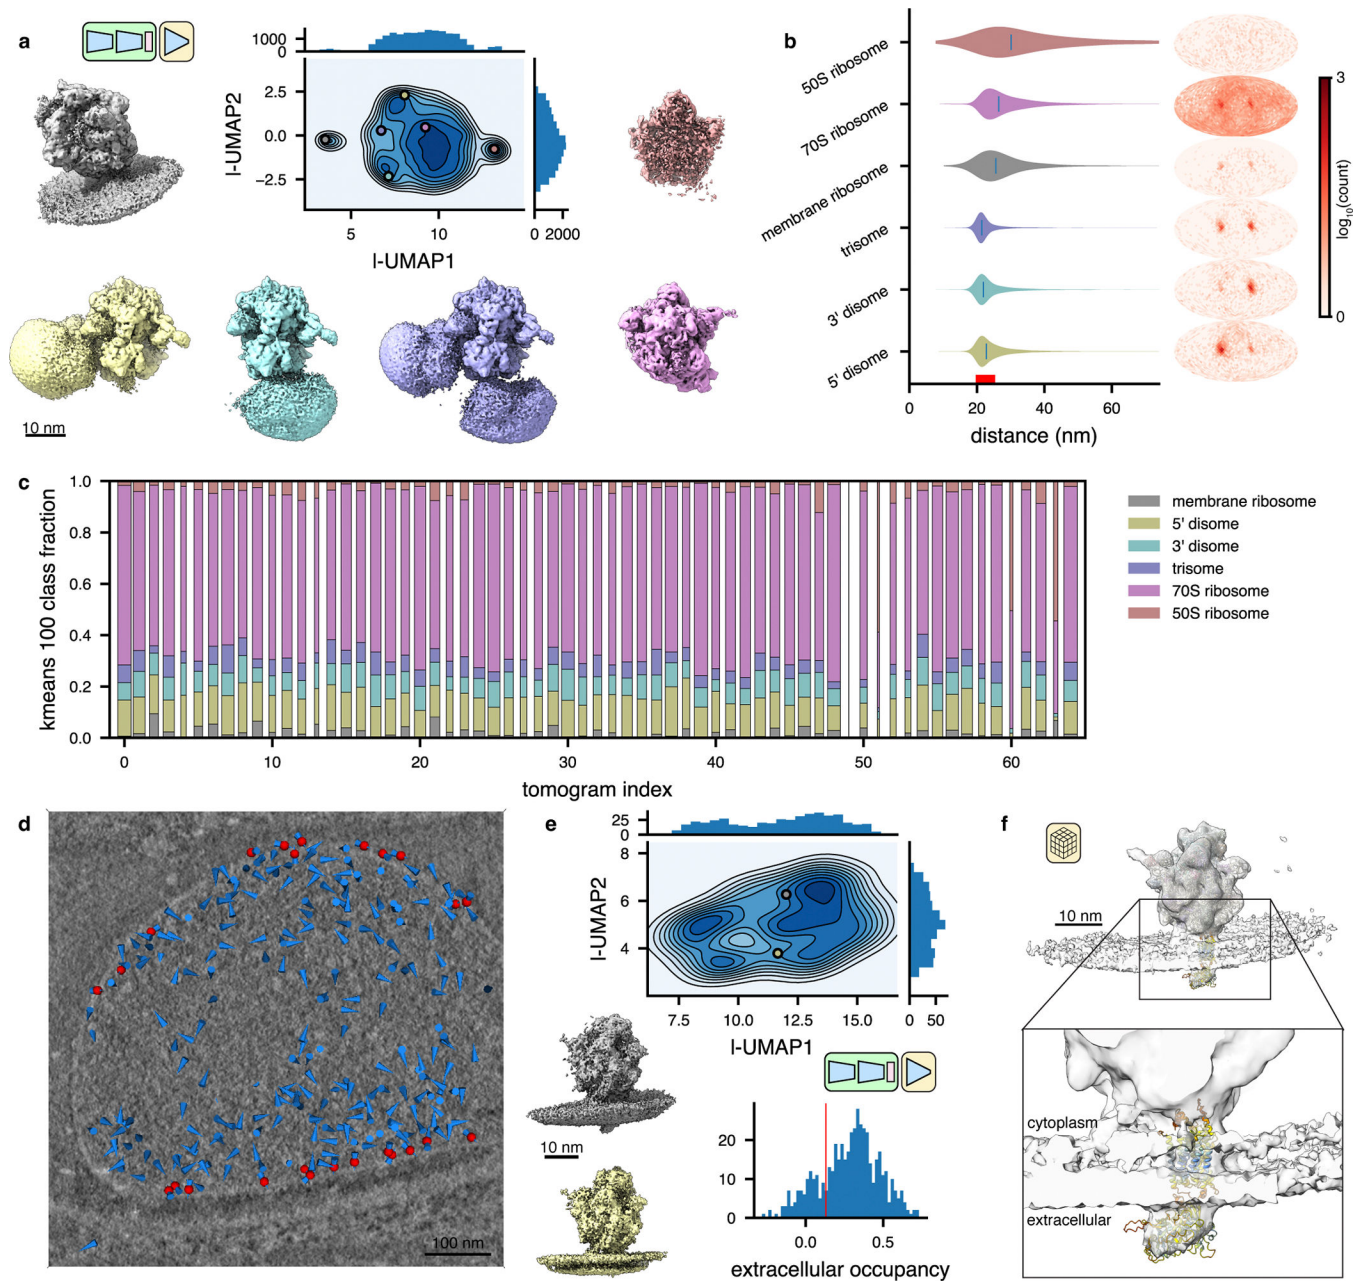 a
1000
0
2.5
0.0
−2.5
l-UMAP2
5
10
0 2000
l-UMAP1
10 nm
b
50S ribosome
70S ribosome
membrane ribosome
trisome
3' disome
5' disome
0
20
40
60
distance (nm)
3
0
log10(count)
c
1.0
0.8
0.6
0.4
0.2
0.0
kmeans 100 class fraction
0
10
20
30
40
50
60
tomogram index
membrane ribosome
5' disome
3' disome
trisome
70S ribosome
50S ribosome
d
100 nm
e
25
0
8
6
4
l-UMAP2
7.5
10.0
12.5
15.0
0
50
l-UMAP1
10 nm
20
10
0
0.0
0.5
extracellular occupancy
f
10 nm
cytoplasm
extracellular